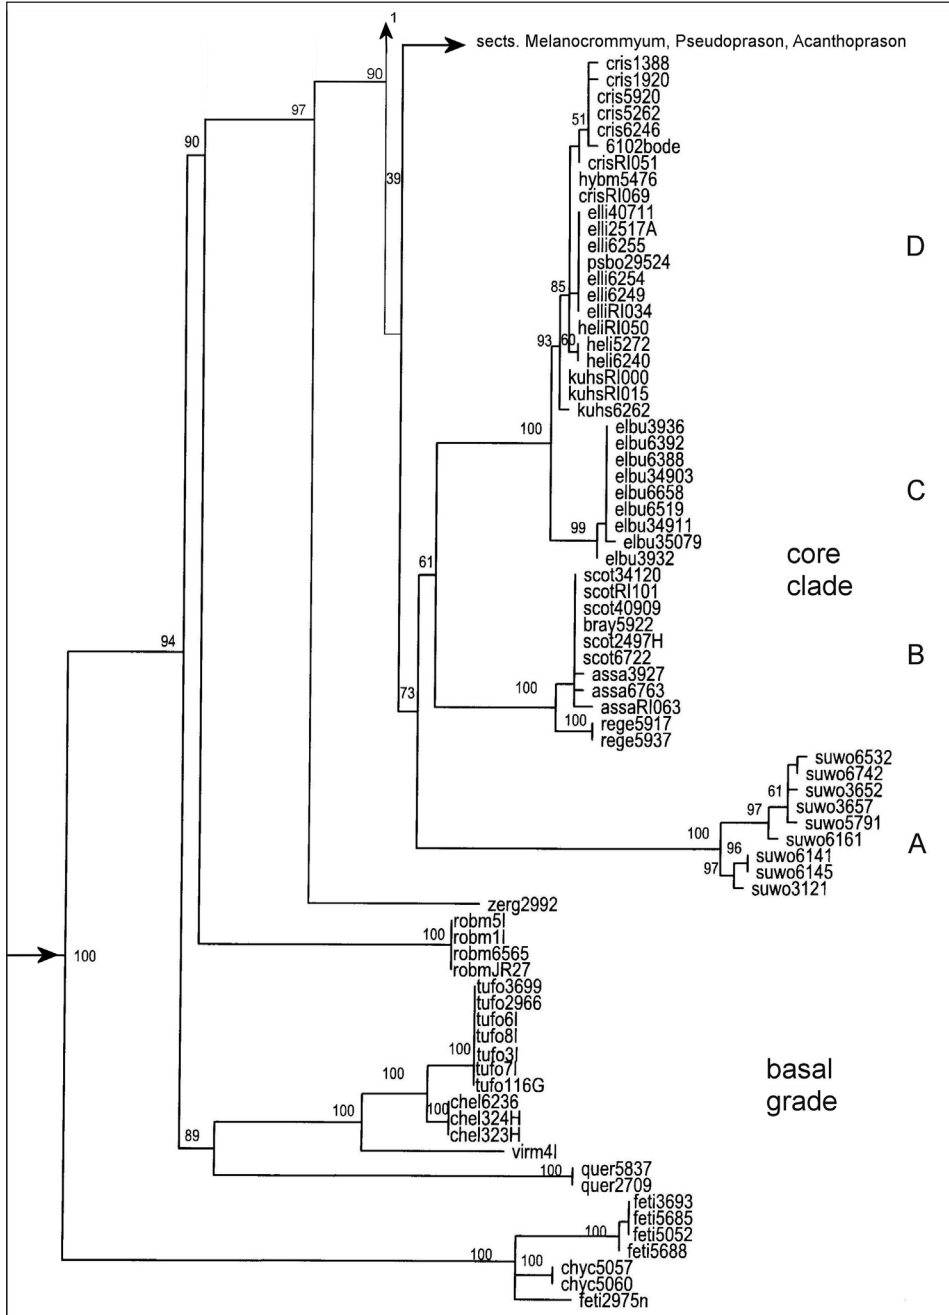 1
sects. Melanocrommyum, Pseudoprason, Acanthoprason
90
cris1388
cris1920
97
cris5920
cris5262
51
cris6246
90
6102bode
crisRI051
39
hybm5476
crisRI069
elli40711
elli2517A
elli6255
D
psbo29524
elli6254
85
elli6249
elliRI034
heliRI050
93
60
heli5272
heli6240
kuhsRI000
kuhsRI015
kuhs6262
100
elbu3936
elbu6392
elbu6388
elbu34903
C
elbu6658
elbu6519
99
elbu34911
elbu35079
elbu3932
core
clade
61
scot34120
scotRI101
scot40909
bray5922
94
scot2497H
B
scot6722
assa3927
100
assa6763
73
assaRI063
100
rege5917
rege5937
suwo6532
suwo6742
61
suwo3652
97
suwo3657
suwo5791
100
suwo6161
A
96
suwo6141
97
suwo6145
suwo3121
zerg2992
robm5I
100
robm1I
robm6565
100
robmJR27
tufo3699
tufo2966
tufo6I
tufo8I
100
tufo3I
tufo7I
100
tufo116G
basal
grade
chel6236
100
100
chel324H
chel323H
89
virm4I
100
quer5837
quer2709
feti3693
feti5685
100
feti5052
feti5688
100
100
chyc5057
chyc5060
feti2975n